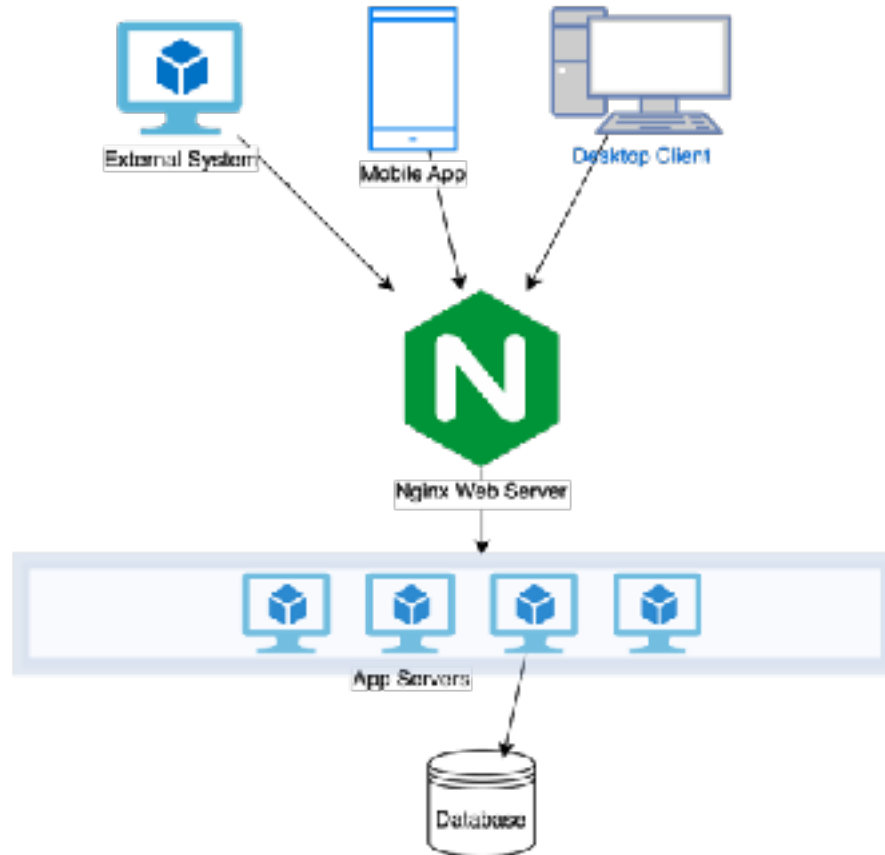 External System
Mobile App
Desktop Client
N
Nginx Web Server
App Servers
Database